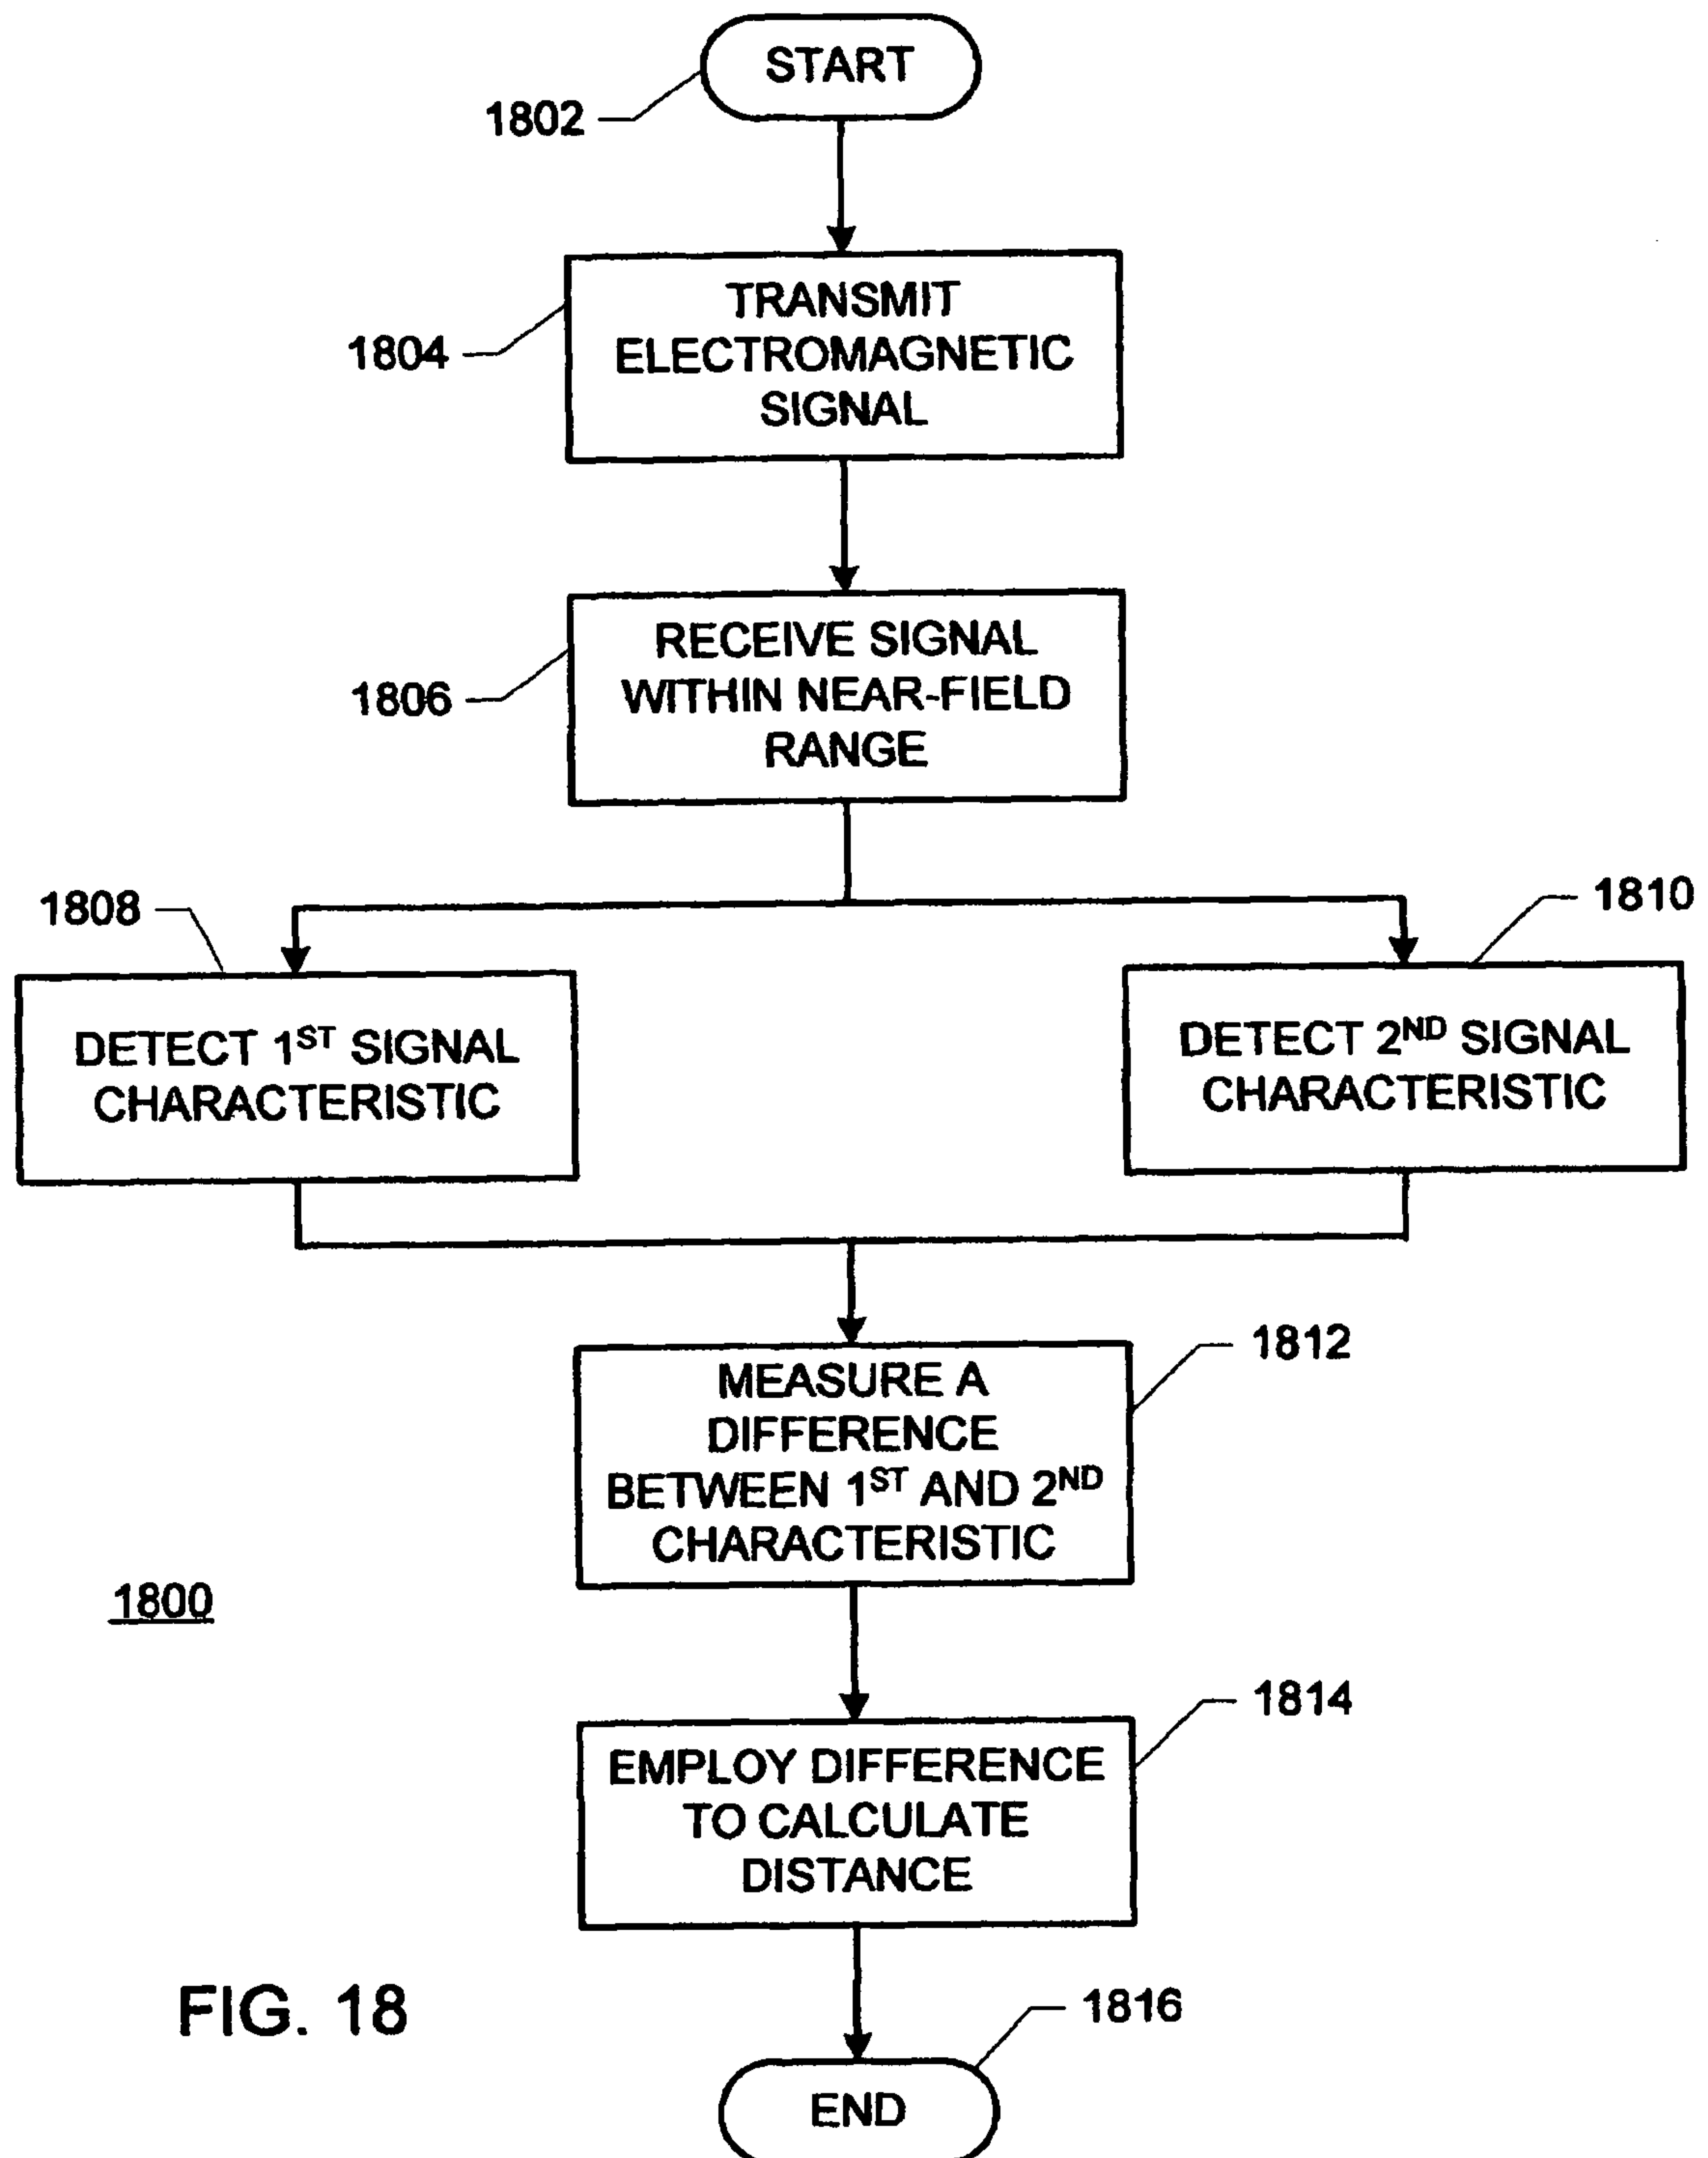 START
1802
TRANSMIT
ELECTROMAGNETIC
SIGNAL
1804
RECEIVE SIGNAL
WITHIN NEAR-FIELD
RANGE
1806
1808
1810
DETECT 1ST SIGNAL
CHARACTERISTIC
DETECT 2ND SIGNAL
CHARACTERISTIC
1812
MEASURE A
DIFFERENCE
BETWEEN 1ST AND 2ND
CHARACTERISTIC
1800
1814
EMPLOY DIFFERENCE
TO CALCULATE
DISTANCE
FIG. 18
1816
END